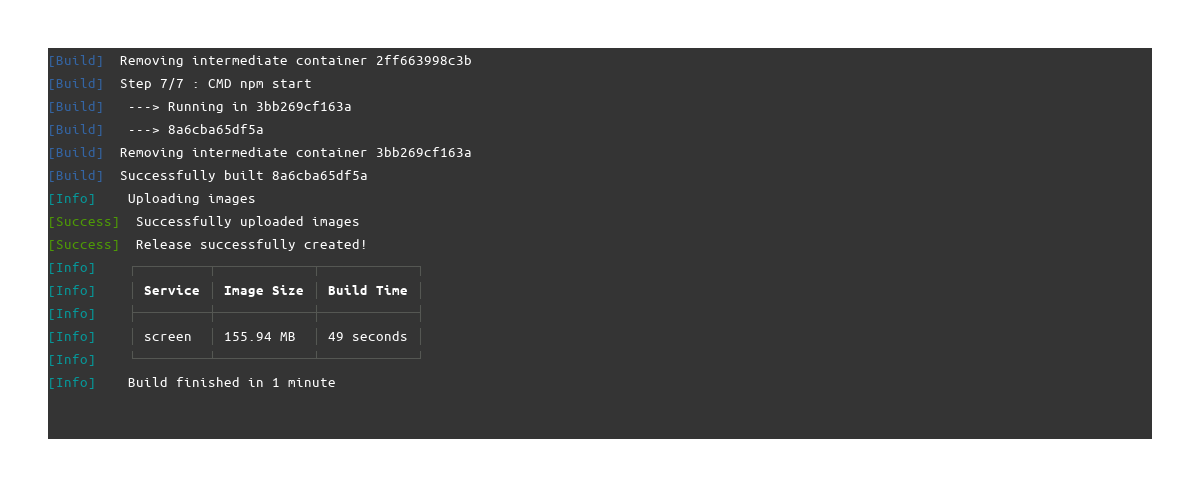 [Build]  Removing intermediate container 2ff663998c3b
[Build]  Step 7/7 : CMD npm start
[Build]   ---> Running in 3bb269cf163a
[Build]   ---> 8a6cba65df5a
[Build]  Removing intermediate container 3bb269cf163a
[Build]  Successfully built 8a6cba65df5a
[Info]    Uploading images
[Success]  Successfully uploaded images
[Success]  Release successfully created!
[Info]    ┌─────────┬────────────┬────────────┐
[Info]    │ Service │ Image Size │ Build Time │
[Info]    ├─────────┼────────────┼────────────┤
[Info]    │ screen  │ 155.94 MB  │ 49 seconds │
[Info]    └─────────┴────────────┴────────────┘
[Info]    Build finished in 1 minute